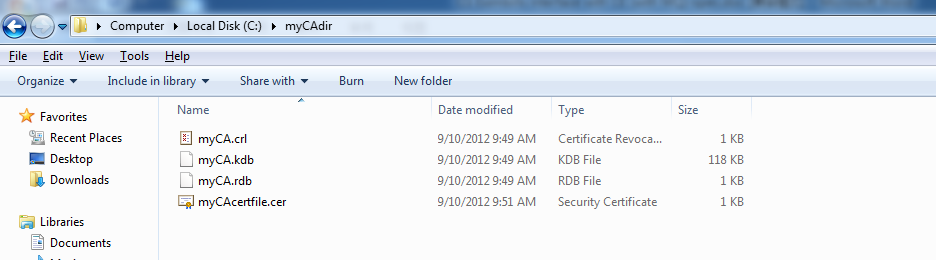 Computer Local Disk (C:) myCAdir
File Edit View Tools Help
Organize Include in library Share with Burn New folder
Name Date modified Type Size
Favorites
Recent Places
Desktop
Downloads
Libraries
Documents
myCA.crl 9/10/2012 9:49 AM Certificate Revoca... 1 KB
myCA.kdb 9/10/2012 9:49 AM KDB File 118 KB
myCA.rdb 9/10/2012 9:49 AM RDB File 1 KB
myCAcertfile.cer 9/10/2012 9:51 AM Security Certificate 1 KB